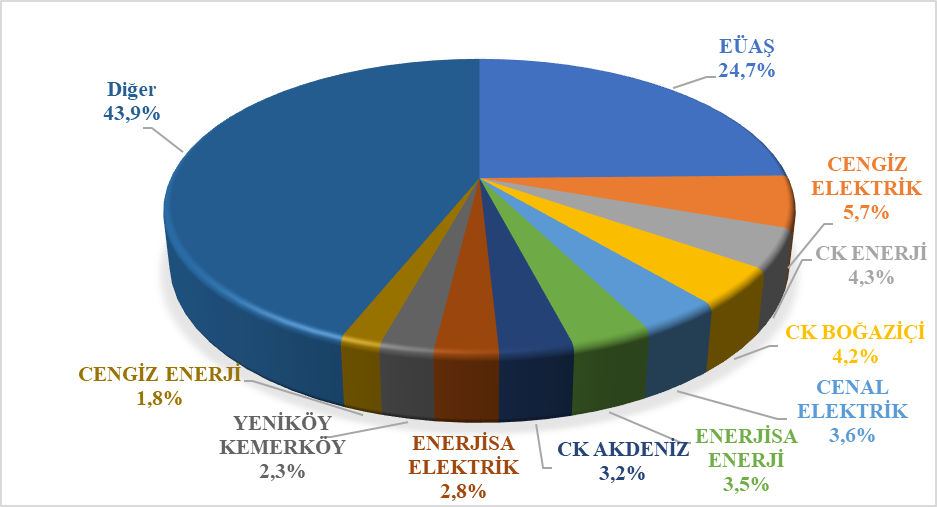 EÜAŞ
24,7%
CENGİZ
ELEKTRİK
5,7%
CK ENERJİ
4,3%
CK BOĞAZİÇİ
4,2%
CENAL
ELEKTRİK
3,6%
ENERJİSA
ENERJİ
3,5%
CK AKDENİZ
3,2%
ENERJİSA
ELEKTRİK
2,8%
YENİKÖY
KEMERKÖY
2,3%
CENGİZ ENERJİ
1,8%
Diğer
43,9%